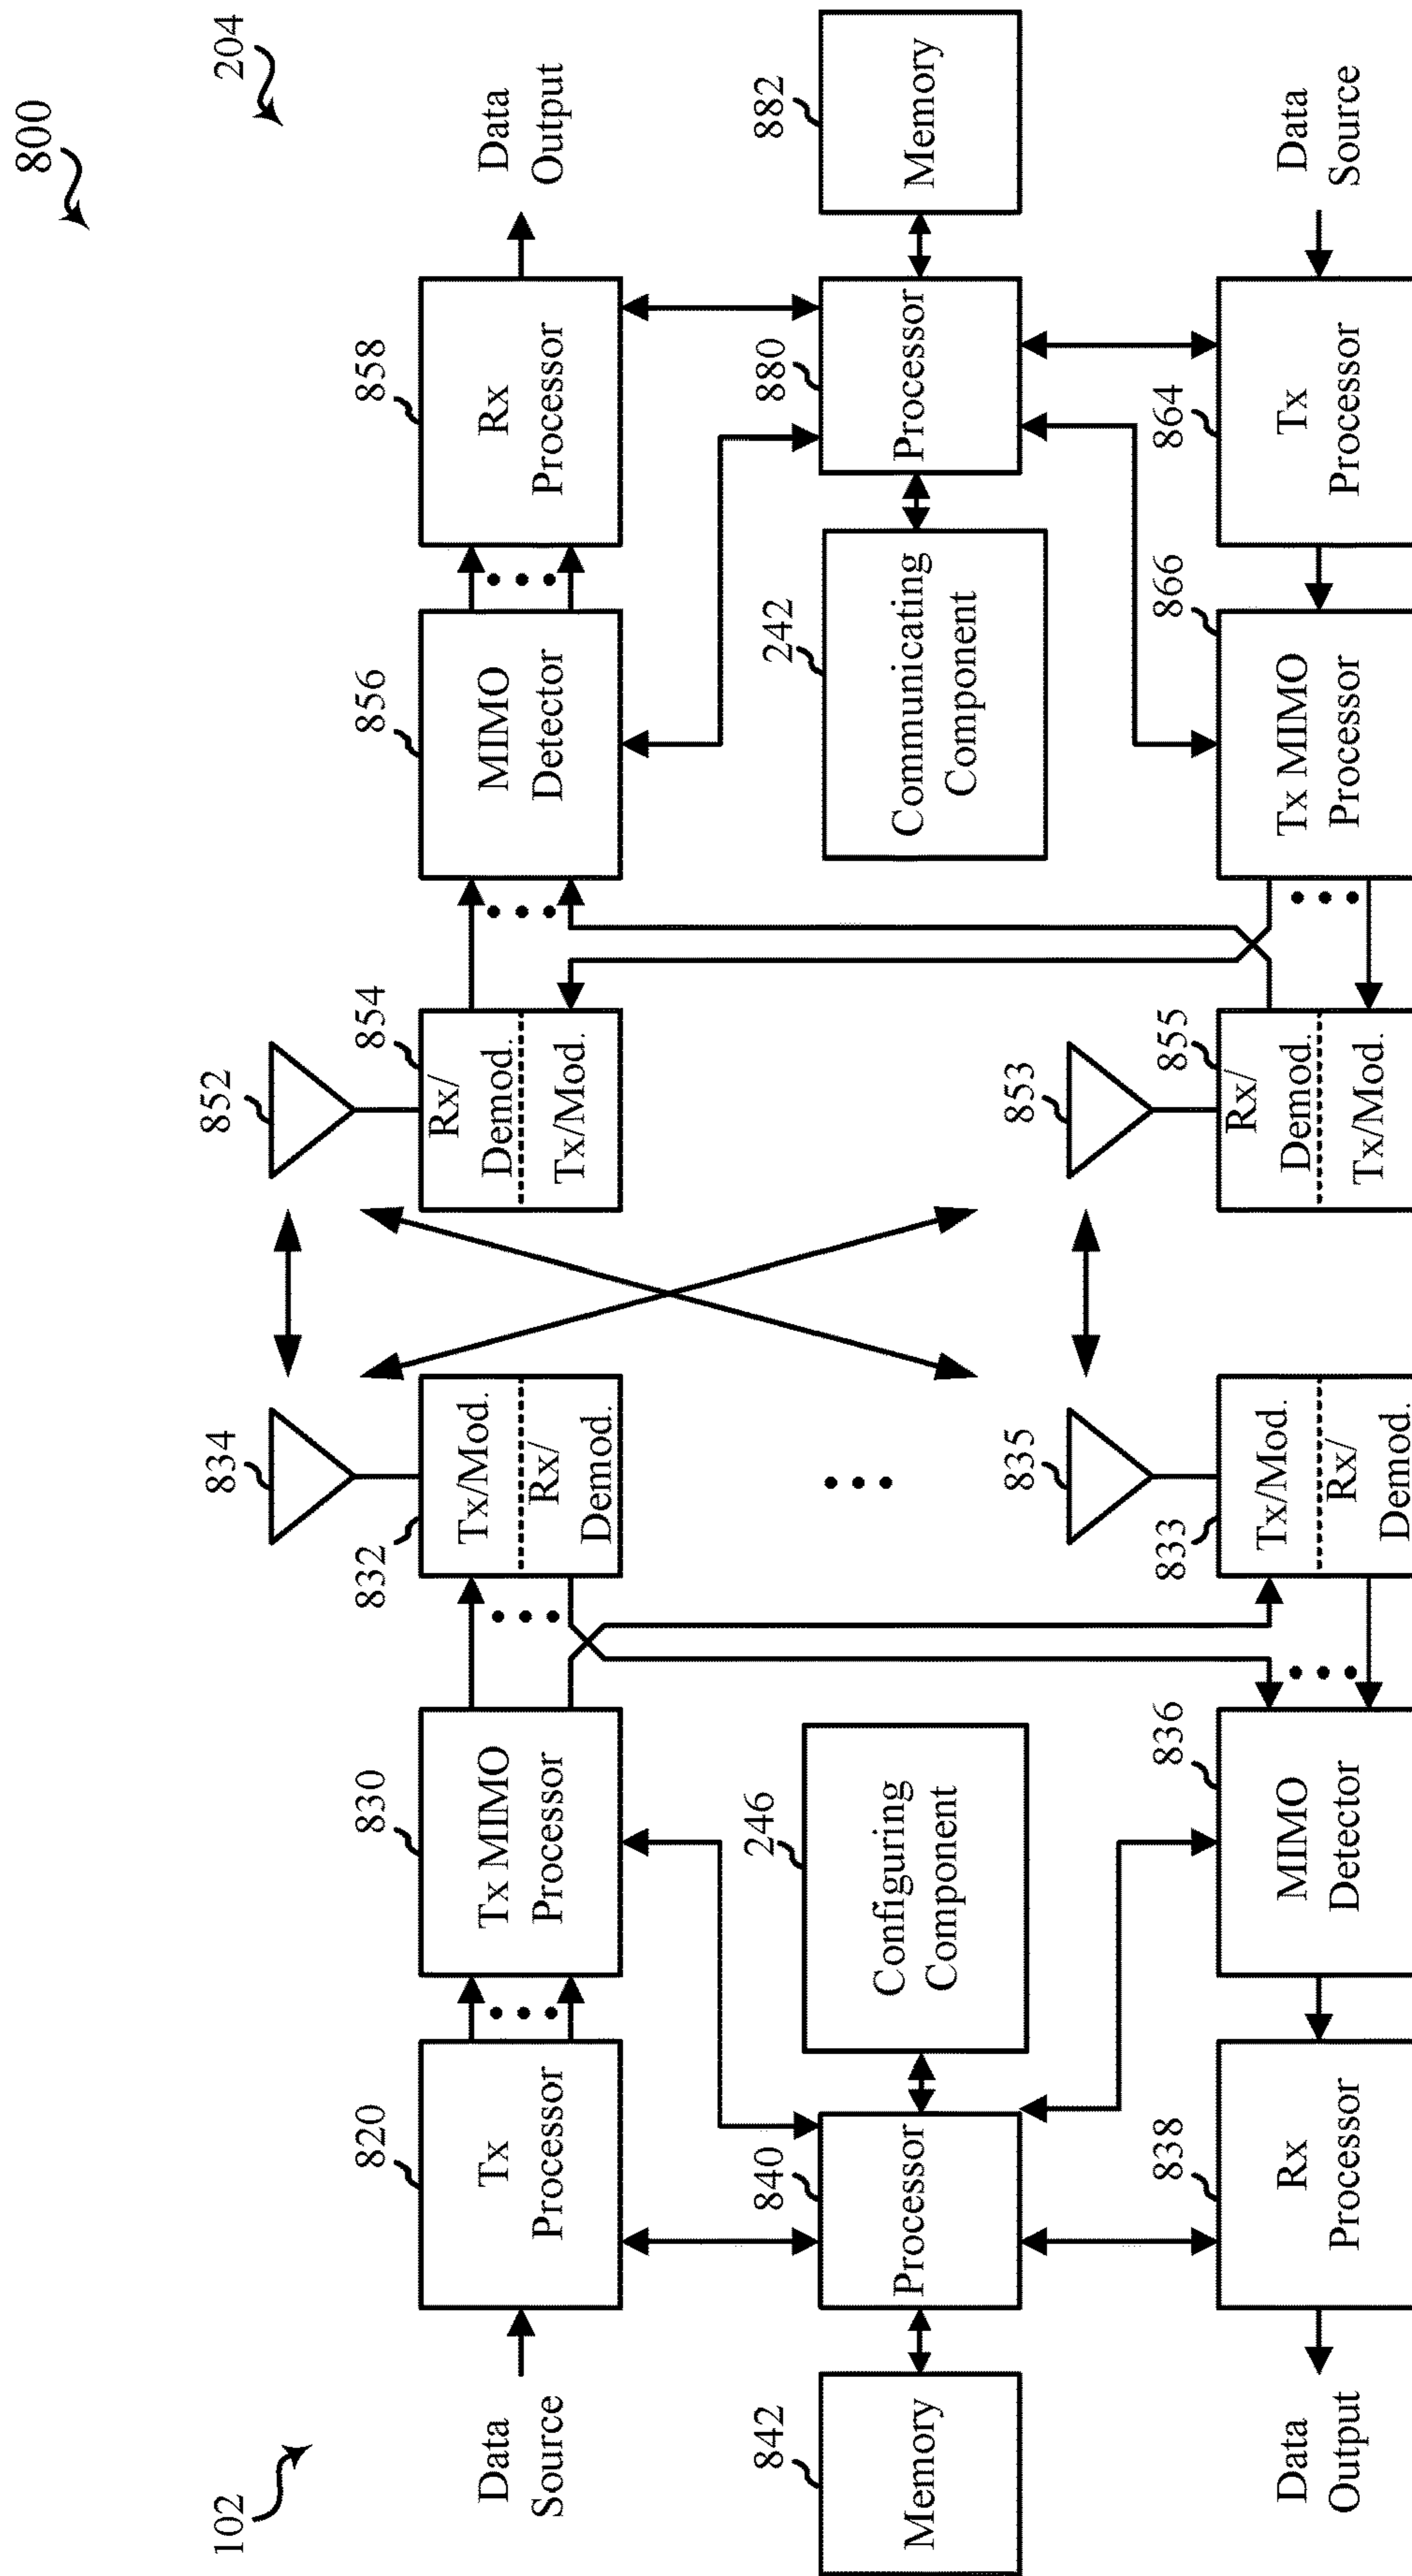 800
102
204
834
852
Data
Source
820
Tx
Processor
830
Tx MIMO
Processor
832
Tx/Mod.
Rx/
Demod.
854
Rx/
Demod.
Tx/Mod.
856
MIMO
Detector
858
Rx
Processor
Data
Output
842
Memory
840
Processor
246
Configuring
Component
242
Communicating
Component
880
Processor
882
Memory
835
853
Data
Output
838
Rx
Processor
836
MIMO
Detector
833
Tx/Mod.
Rx/
Demod.
855
Rx/
Demod.
Tx/Mod.
866
Tx MIMO
Processor
864
Tx
Processor
Data
Source